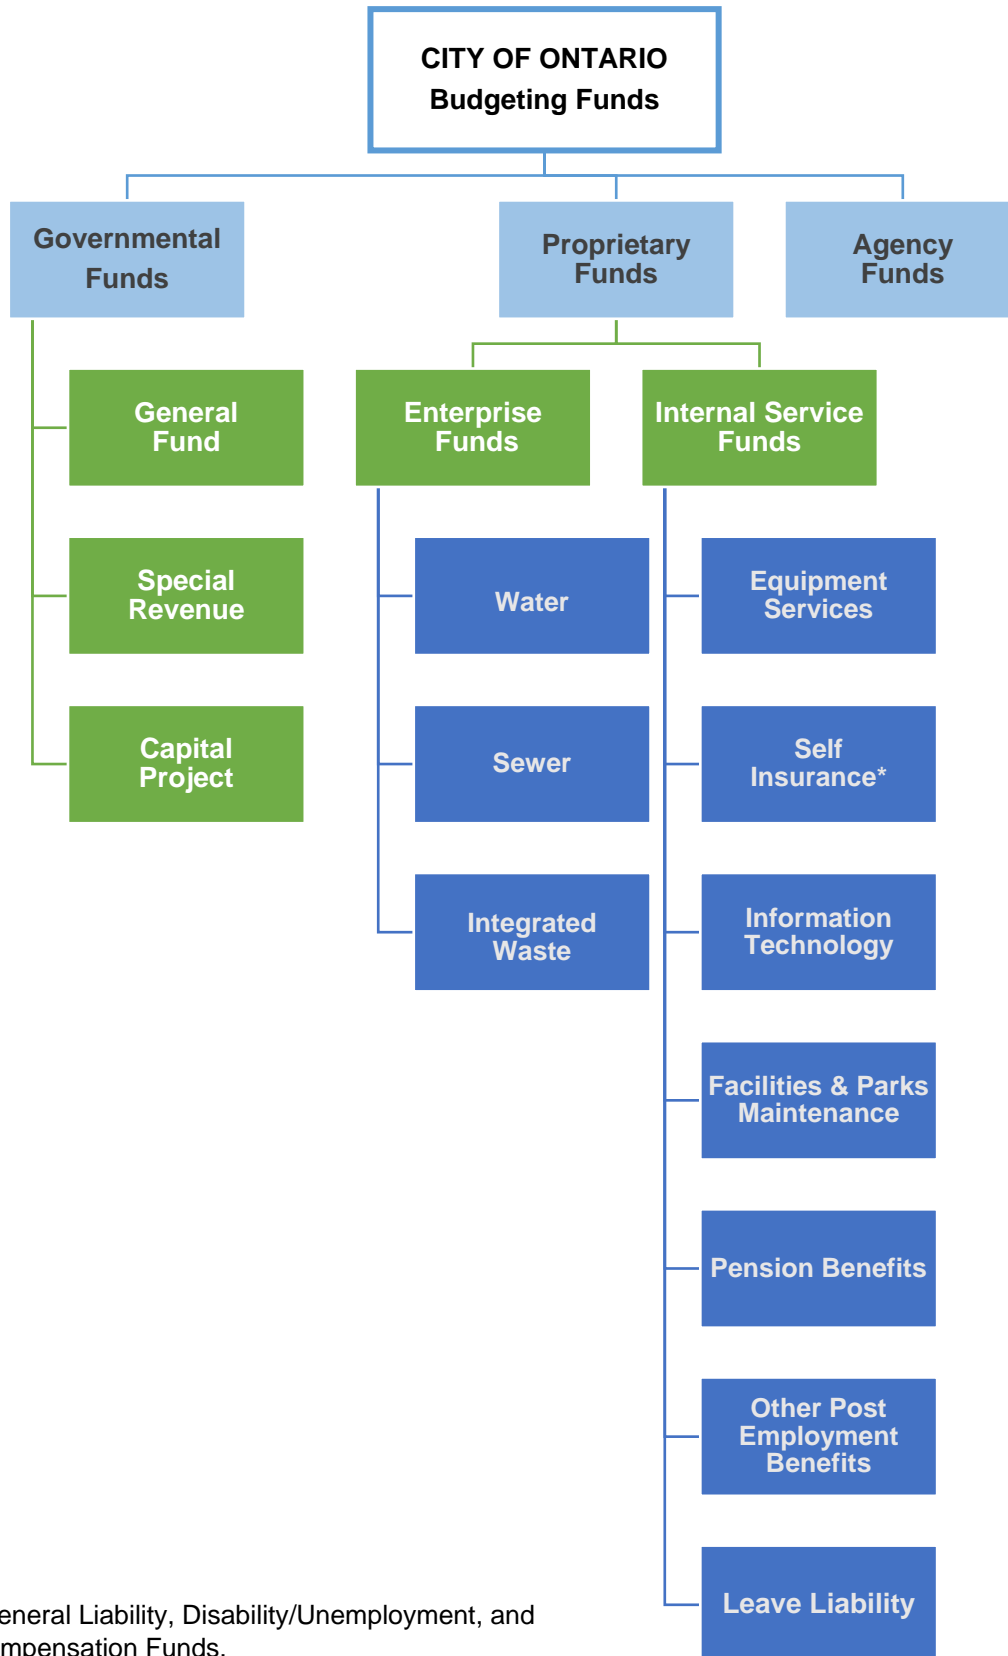 CITY OF ONTARIO
Budgeting Funds
Governmental
Funds
Proprietary
Funds
Agency
Funds
General
Fund
Special
Revenue
Capital
Project
Enterprise
Funds
Water
Sewer
Integrated
Waste
Internal Service
Funds
Equipment
Services
Self
Insurance*
Information
Technology
Facilities & Parks
Maintenance
Pension Benefits
Other Post
Employment
Benefits
Leave Liability
Liability, Disability/Unemployment, and
Funds.